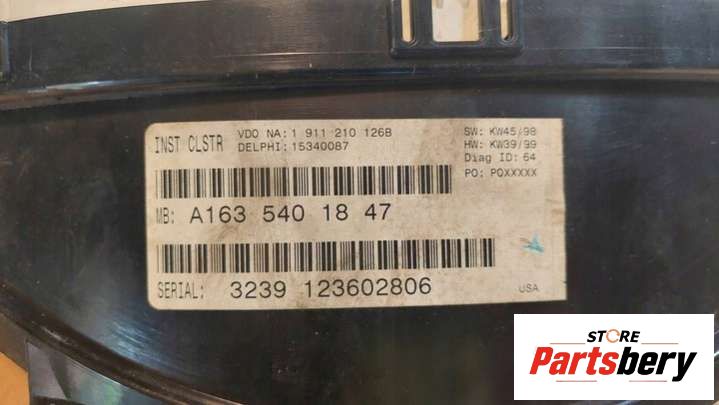 INST CLSTR
VDO NA: 1 911 210 126B
DELPHI: 15340087
SW: KW45/98
HW: KW39/99
Diag ID: 64
PO: PQXXXXX
MB: A163 540 18 47
SERIAL: 3239 123602806
USA
STORE
Partsbery